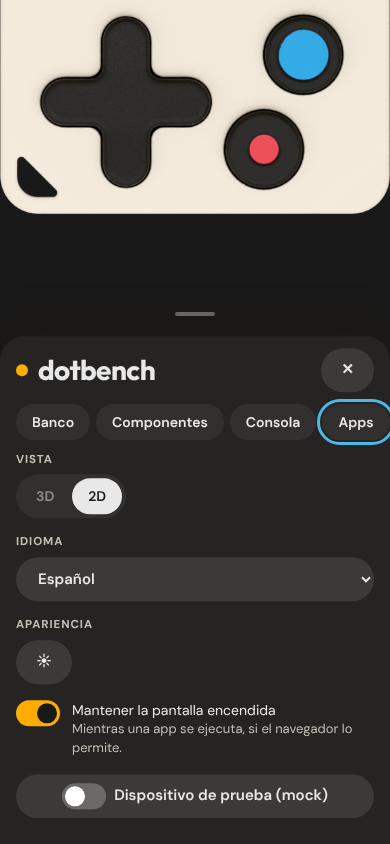 dotbench
×
Banco
Componentes
Consola
Apps
VISTA
3D
2D
IDIOMA
Español
APARIENCIA
Mantener la pantalla encendida
Mientras una app se ejecuta, si el navegador lo
permite.
Dispositivo de prueba (mock)